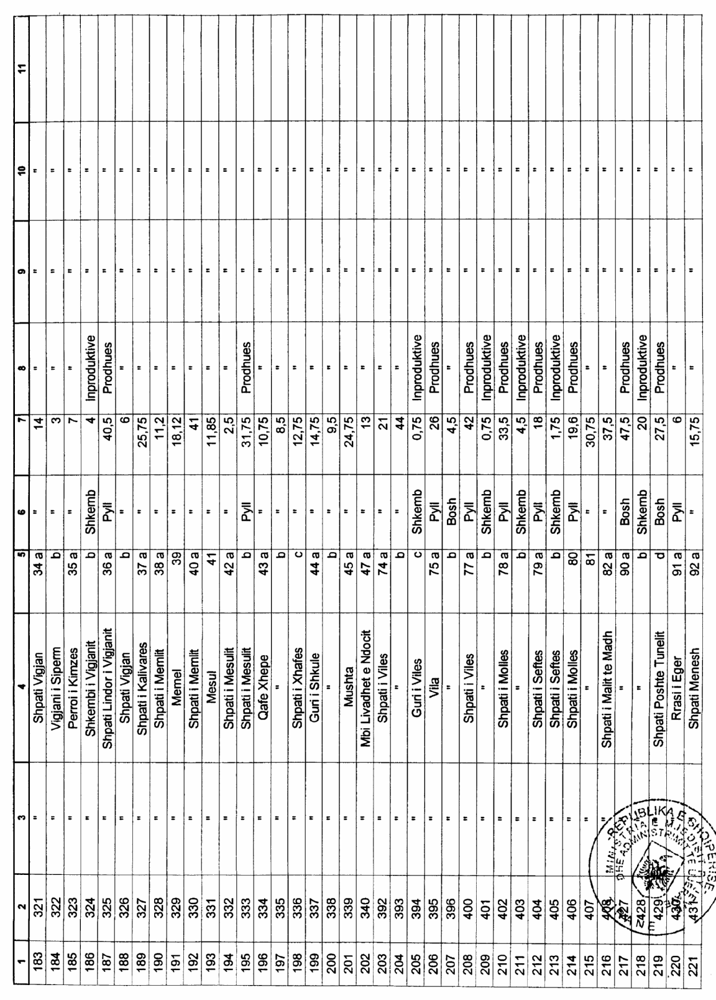 1 2 3 4 5 6 7 8 9 10 11
183 321 " Shpati Vigjan 34 a " 14 " " "
184 322 " Vigjani i Siperm b " 3 " " "
185 323 " Perroi i Kimzes 35 a " 7 " " "
186 324 " Shkembi i Vigjanit b Shkemb 4 Inproduktive " "
187 325 " Shpati Lindor i Vigjanit 36 a Pyll 40,5 Prodhues " "
188 326 " Shpati Vigjan b " 6 " " "
189 327 " Shpati i Kalivares 37 a " 25,75 " " "
190 328 " Shpati i Memlit 38 a " 11,2 " " "
191 329 " Memel 39 " 18,12 " " "
192 330 " Shpati i Memlit 40 a " 41 " " "
193 331 " Mesul 41 " 11,85 " " "
194 332 " Shpati i Mesulit 42 a " 2,5 " " "
195 333 " Shpati i Mesulit b Pyll 31,75 Prodhues " "
196 334 " Qafe Xhepe 43 a " 10,75 " " "
197 335 " " b " 8,5 " " "
198 336 " Shpati i Xhafes c " 12,75 " " "
199 337 " Guri i Shkule 44 a " 14,75 " " "
200 338 " " b " 9,5 " " "
201 339 " Mushta 45 a " 24,75 " " "
202 340 " Mbi Livadhet e Ndocit 47 a " 13 " " "
203 392 " Shpati i Viles 74 a " 21 " " "
204 393 " " b " 44 " " "
205 394 " Guri i Viles c Shkemb 0,75 Inproduktive " "
206 395 " Vila 75 a Pyll 26 Prodhues " "
207 396 " " b Bosh 4,5 " " "
208 400 " Shpati i Viles 77 a Pyll 42 Prodhues " "
209 401 " " b Shkemb 0,75 Inproduktive " "
210 402 " Shpati i Molles 78 a Pyll 33,5 Prodhues " "
211 403 " " b Shkemb 4,5 Inproduktive " "
212 404 " Shpati i Seftes 79 a Pyll 18 Prodhues " "
213 405 " Shpati i Seftes b Shkemb 1,75 Inproduktive " "
214 406 " Shpati i Molles 80 Pyll 19,6 Prodhues " "
215 407 " " 81 " 30,75 " " "
216 408 " Shpati i Malit te Madh 82 a " 37,5 " " "
217 427 " " 90 a Bosh 47,5 Prodhues " "
218 428 " " b Shkemb 20 Inproduktive " "
219 429 Shpati Poshte Tunelit d Bosh 27,5 Prodhues " "
220 430 Rrasi i Eger 91 a Pyll 6 " " "
221 431 Shpati Menesh 92 a " 15,75 " " "
REPUBLIKA E SHQIPERISE
MINISTRIA E MJEDISIT
DHE ADMINISTRIMIT TE UJERAVE
TIRANE